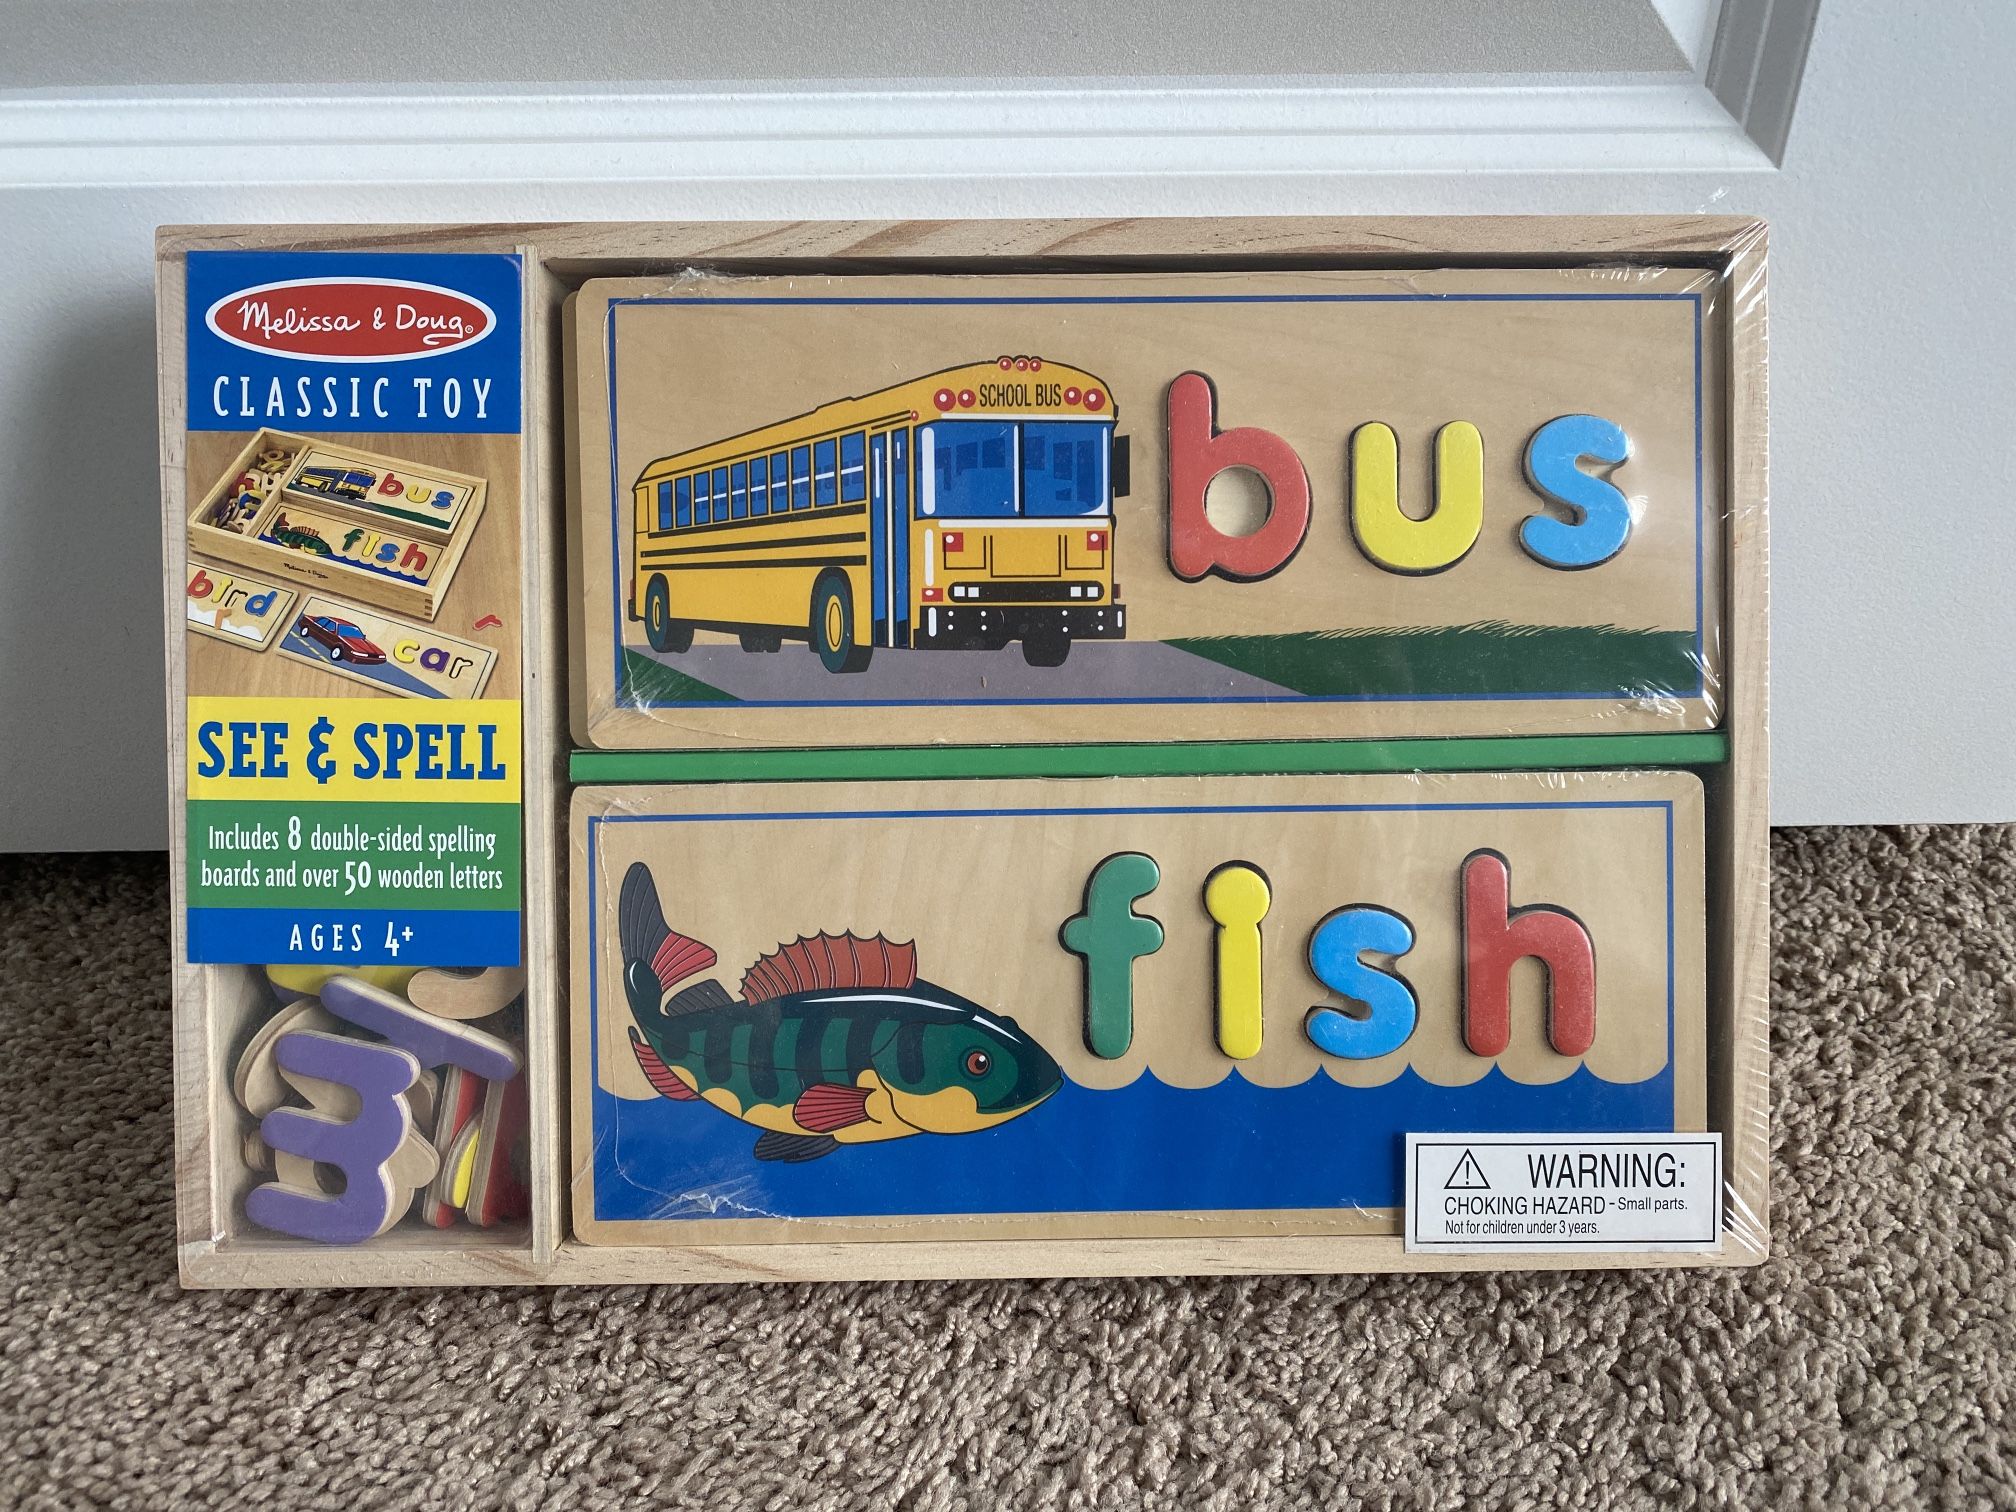 Melissa & Doug®
CLASSIC TOY
bus
fish
Melissa & Doug
bird
car
SEE & SPELL
Includes 8 double-sided spelling
boards and over 50 wooden letters
AGES 4+
SCHOOL BUS
bus
fish
WARNING:
CHOKING HAZARD - Small parts.
Not for children under 3 years.